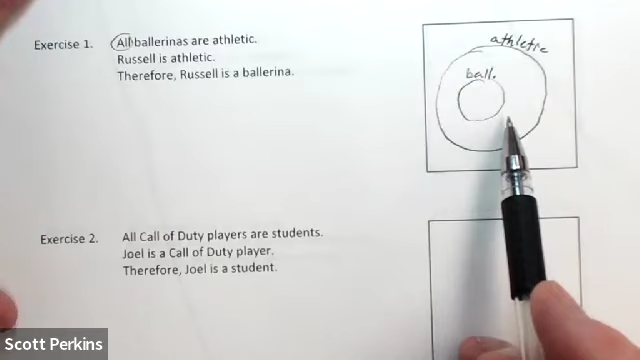 Exercise 1. All ballerinas are athletic.
Russell is athletic.
Therefore, Russell is a ballerina.
athletic
ball.
Exercise 2. All Call of Duty players are students.
Joel is a Call of Duty player.
Therefore, Joel is a student.
Scott Perkins